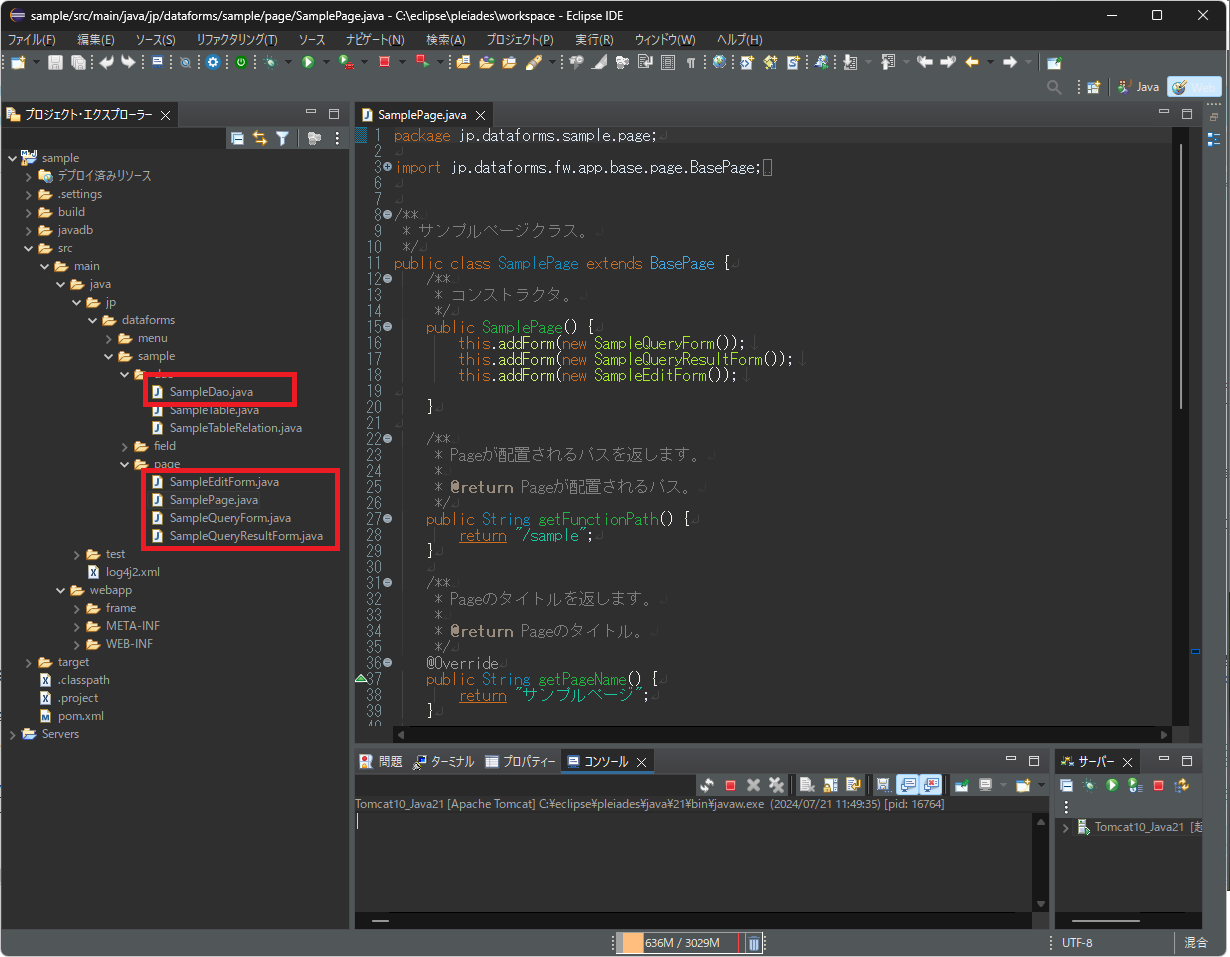 sample/src/main/java/jp/dataforms/sample/page/SamplePage.java - C:\eclipse\pleiades\workspace - Eclipse IDE
ファイル(F) 編集(E) ソース(S) リファクタリング(T) ソース ナビゲート(N) 検索(A) プロジェクト(P) 実行(R) ウィンドウ(W) ヘルプ(H)
Java Web
プロジェクト・エクスプローラー
sample
デプロイ済みリソース
.settings
build
javadb
src
main
java
jp
dataforms
menu
sample
SampleDao.java
SampleTable.java
SampleTableRelation.java
field
page
SampleEditForm.java
SamplePage.java
SampleQueryForm.java
SampleQueryResultForm.java
test
log4j2.xml
webapp
frame
META-INF
WEB-INF
target
.classpath
.project
pom.xml
Servers
SamplePage.java
1 package jp.dataforms.sample.page;
2
3 import jp.dataforms.fw.app.base.page.BasePage;
6
7
8 /**
9 * サンプルページクラス。
10 */
11 public class SamplePage extends BasePage {
12 /**
13 * コンストラクタ。
14 */
15 public SamplePage() {
16 this.addForm(new SampleQueryForm());
17 this.addForm(new SampleQueryResultForm());
18 this.addForm(new SampleEditForm());
19
20 }
21
22 /**
23 * Pageが配置されるパスを返します。
24 *
25 * @return Pageが配置されるパス。
26 */
27 public String getFunctionPath() {
28 return "/sample";
29 }
30
31 /**
32 * Pageのタイトルを返します。
33 *
34 * @return Pageのタイトル。
35 */
36 @Override
37 public String getPageName() {
38 return "サンプルページ";
39 }
問題 ターミナル プロパティー コンソール
Tomcat10_Java21 [Apache Tomcat] C:¥eclipse¥pleiades¥java¥21¥bin¥javaw.exe (2024/07/21 11:49:35) [pid: 16764]
サーバー
Tomcat10_Java21 [起
636M / 3029M
UTF-8
混合